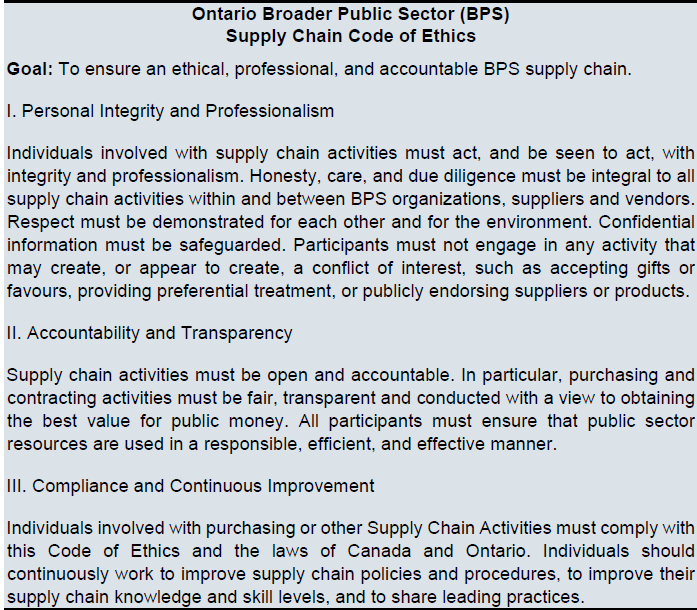 Ontario Broader Public Sector (BPS)
Supply Chain Code of Ethics
Goal: To ensure an ethical, professional, and accountable BPS supply chain.
I. Personal Integrity and Professionalism
Individuals involved with supply chain activities must act, and be seen to act, with
integrity and professionalism. Honesty, care, and due diligence must be integral to all
supply chain activities within and between BPS organizations, suppliers and vendors.
Respect must be demonstrated for each other and for the environment. Confidential
information must be safeguarded. Participants must not engage in any activity that
may create, or appear to create, a conflict of interest, such as accepting gifts or
favours, providing preferential treatment, or publicly endorsing suppliers or products.
II. Accountability and Transparency
Supply chain activities must be open and accountable. In particular, purchasing and
contracting activities must be fair, transparent and conducted with a view to obtaining
the best value for public money. All participants must ensure that public sector
resources are used in a responsible, efficient, and effective manner.
III. Compliance and Continuous Improvement
Individuals involved with purchasing or other Supply Chain Activities must comply with
this Code of Ethics and the laws of Canada and Ontario. Individuals should
continuously work to improve supply chain policies and procedures, to improve their
supply chain knowledge and skill levels, and to share leading practices.